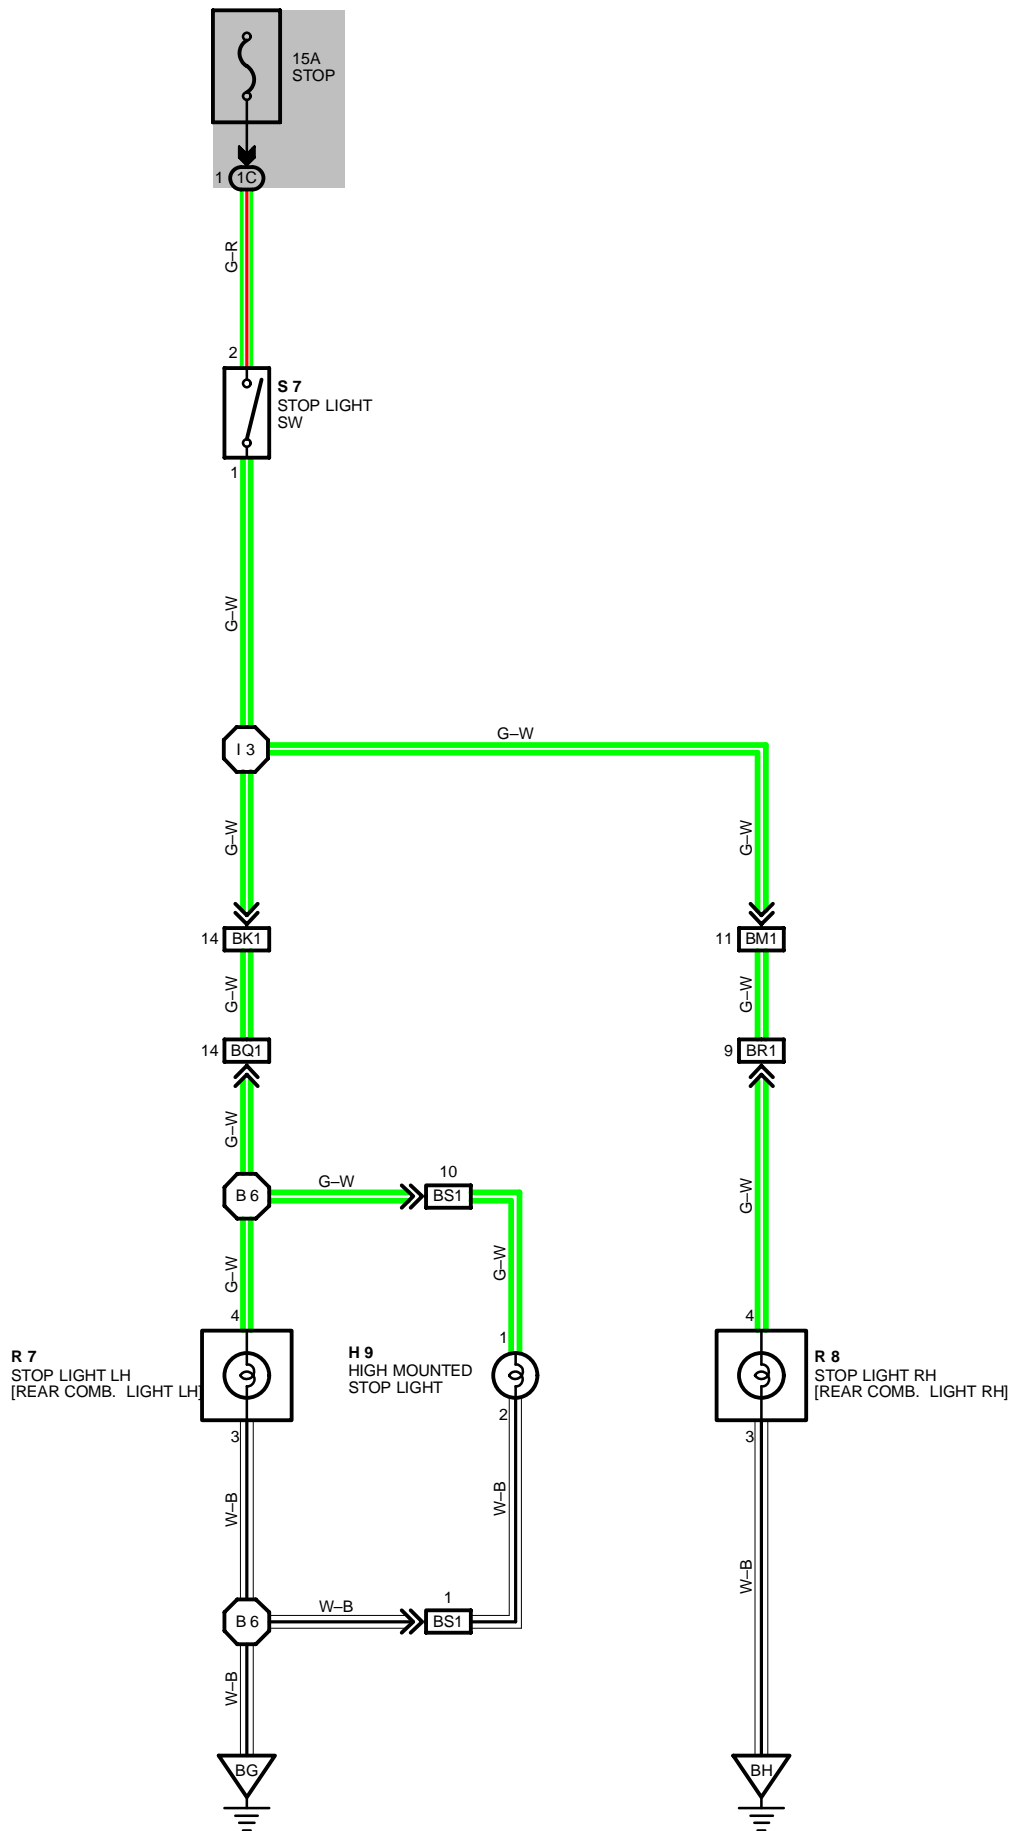 15A
STOP
1
1C
G–R
2
S 7
STOP LIGHT
SW
1
G–W
I 3
G–W
G–W
G–W
14
BK1
11
BM1
G–W
G–W
14
BQ1
9
BR1
G–W
B 6
G–W
10
BS1
G–W
G–W
G–W
4
1
4
R 7
STOP LIGHT LH
[REAR COMB. LIGHT LH]
H 9
HIGH MOUNTED
STOP LIGHT
R 8
STOP LIGHT RH
[REAR COMB. LIGHT RH]
3
2
3
W–B
W–B
W–B
B 6
W–B
1
BS1
W–B
BG
BH